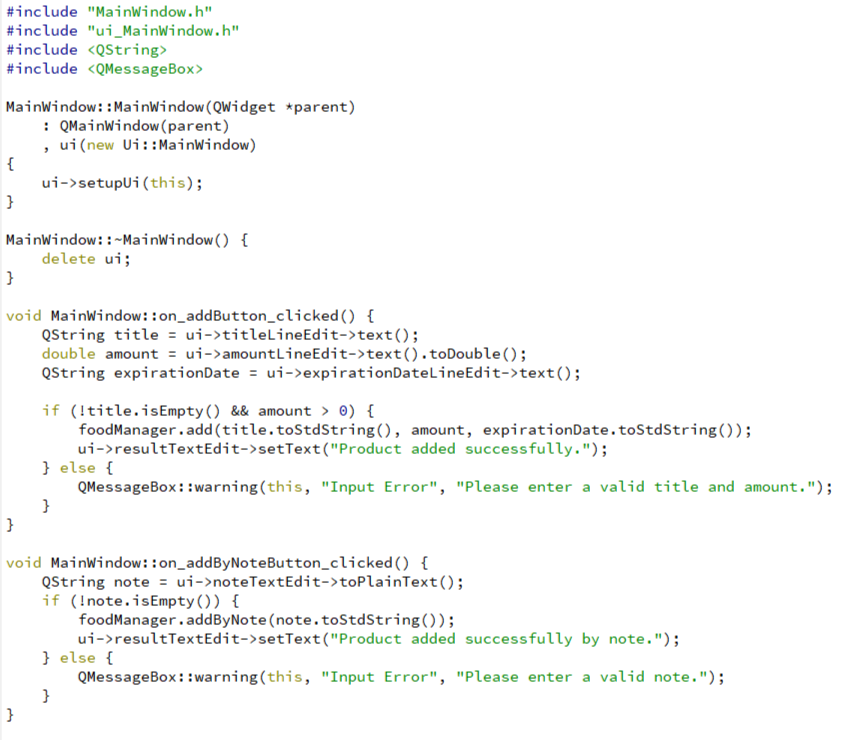 #include "MainWindow.h"
#include "ui_MainWindow.h"
#include <QString>
#include <QMessageBox>

MainWindow::MainWindow(QWidget *parent)
    : QMainWindow(parent)
    , ui(new Ui::MainWindow)
{
    ui->setupUi(this);
}

MainWindow::~MainWindow() {
    delete ui;
}

void MainWindow::on_addButton_clicked() {
    QString title = ui->titleLineEdit->text();
    double amount = ui->amountLineEdit->text().toDouble();
    QString expirationDate = ui->expirationDateLineEdit->text();

    if (!title.isEmpty() && amount > 0) {
        foodManager.add(title.toStdString(), amount, expirationDate.toStdString());
        ui->resultTextEdit->setText("Product added successfully.");
    } else {
        QMessageBox::warning(this, "Input Error", "Please enter a valid title and amount.");
    }
}

void MainWindow::on_addByNoteButton_clicked() {
    QString note = ui->noteTextEdit->toPlainText();
    if (!note.isEmpty()) {
        foodManager.addByNote(note.toStdString());
        ui->resultTextEdit->setText("Product added successfully by note.");
    } else {
        QMessageBox::warning(this, "Input Error", "Please enter a valid note.");
    }
}